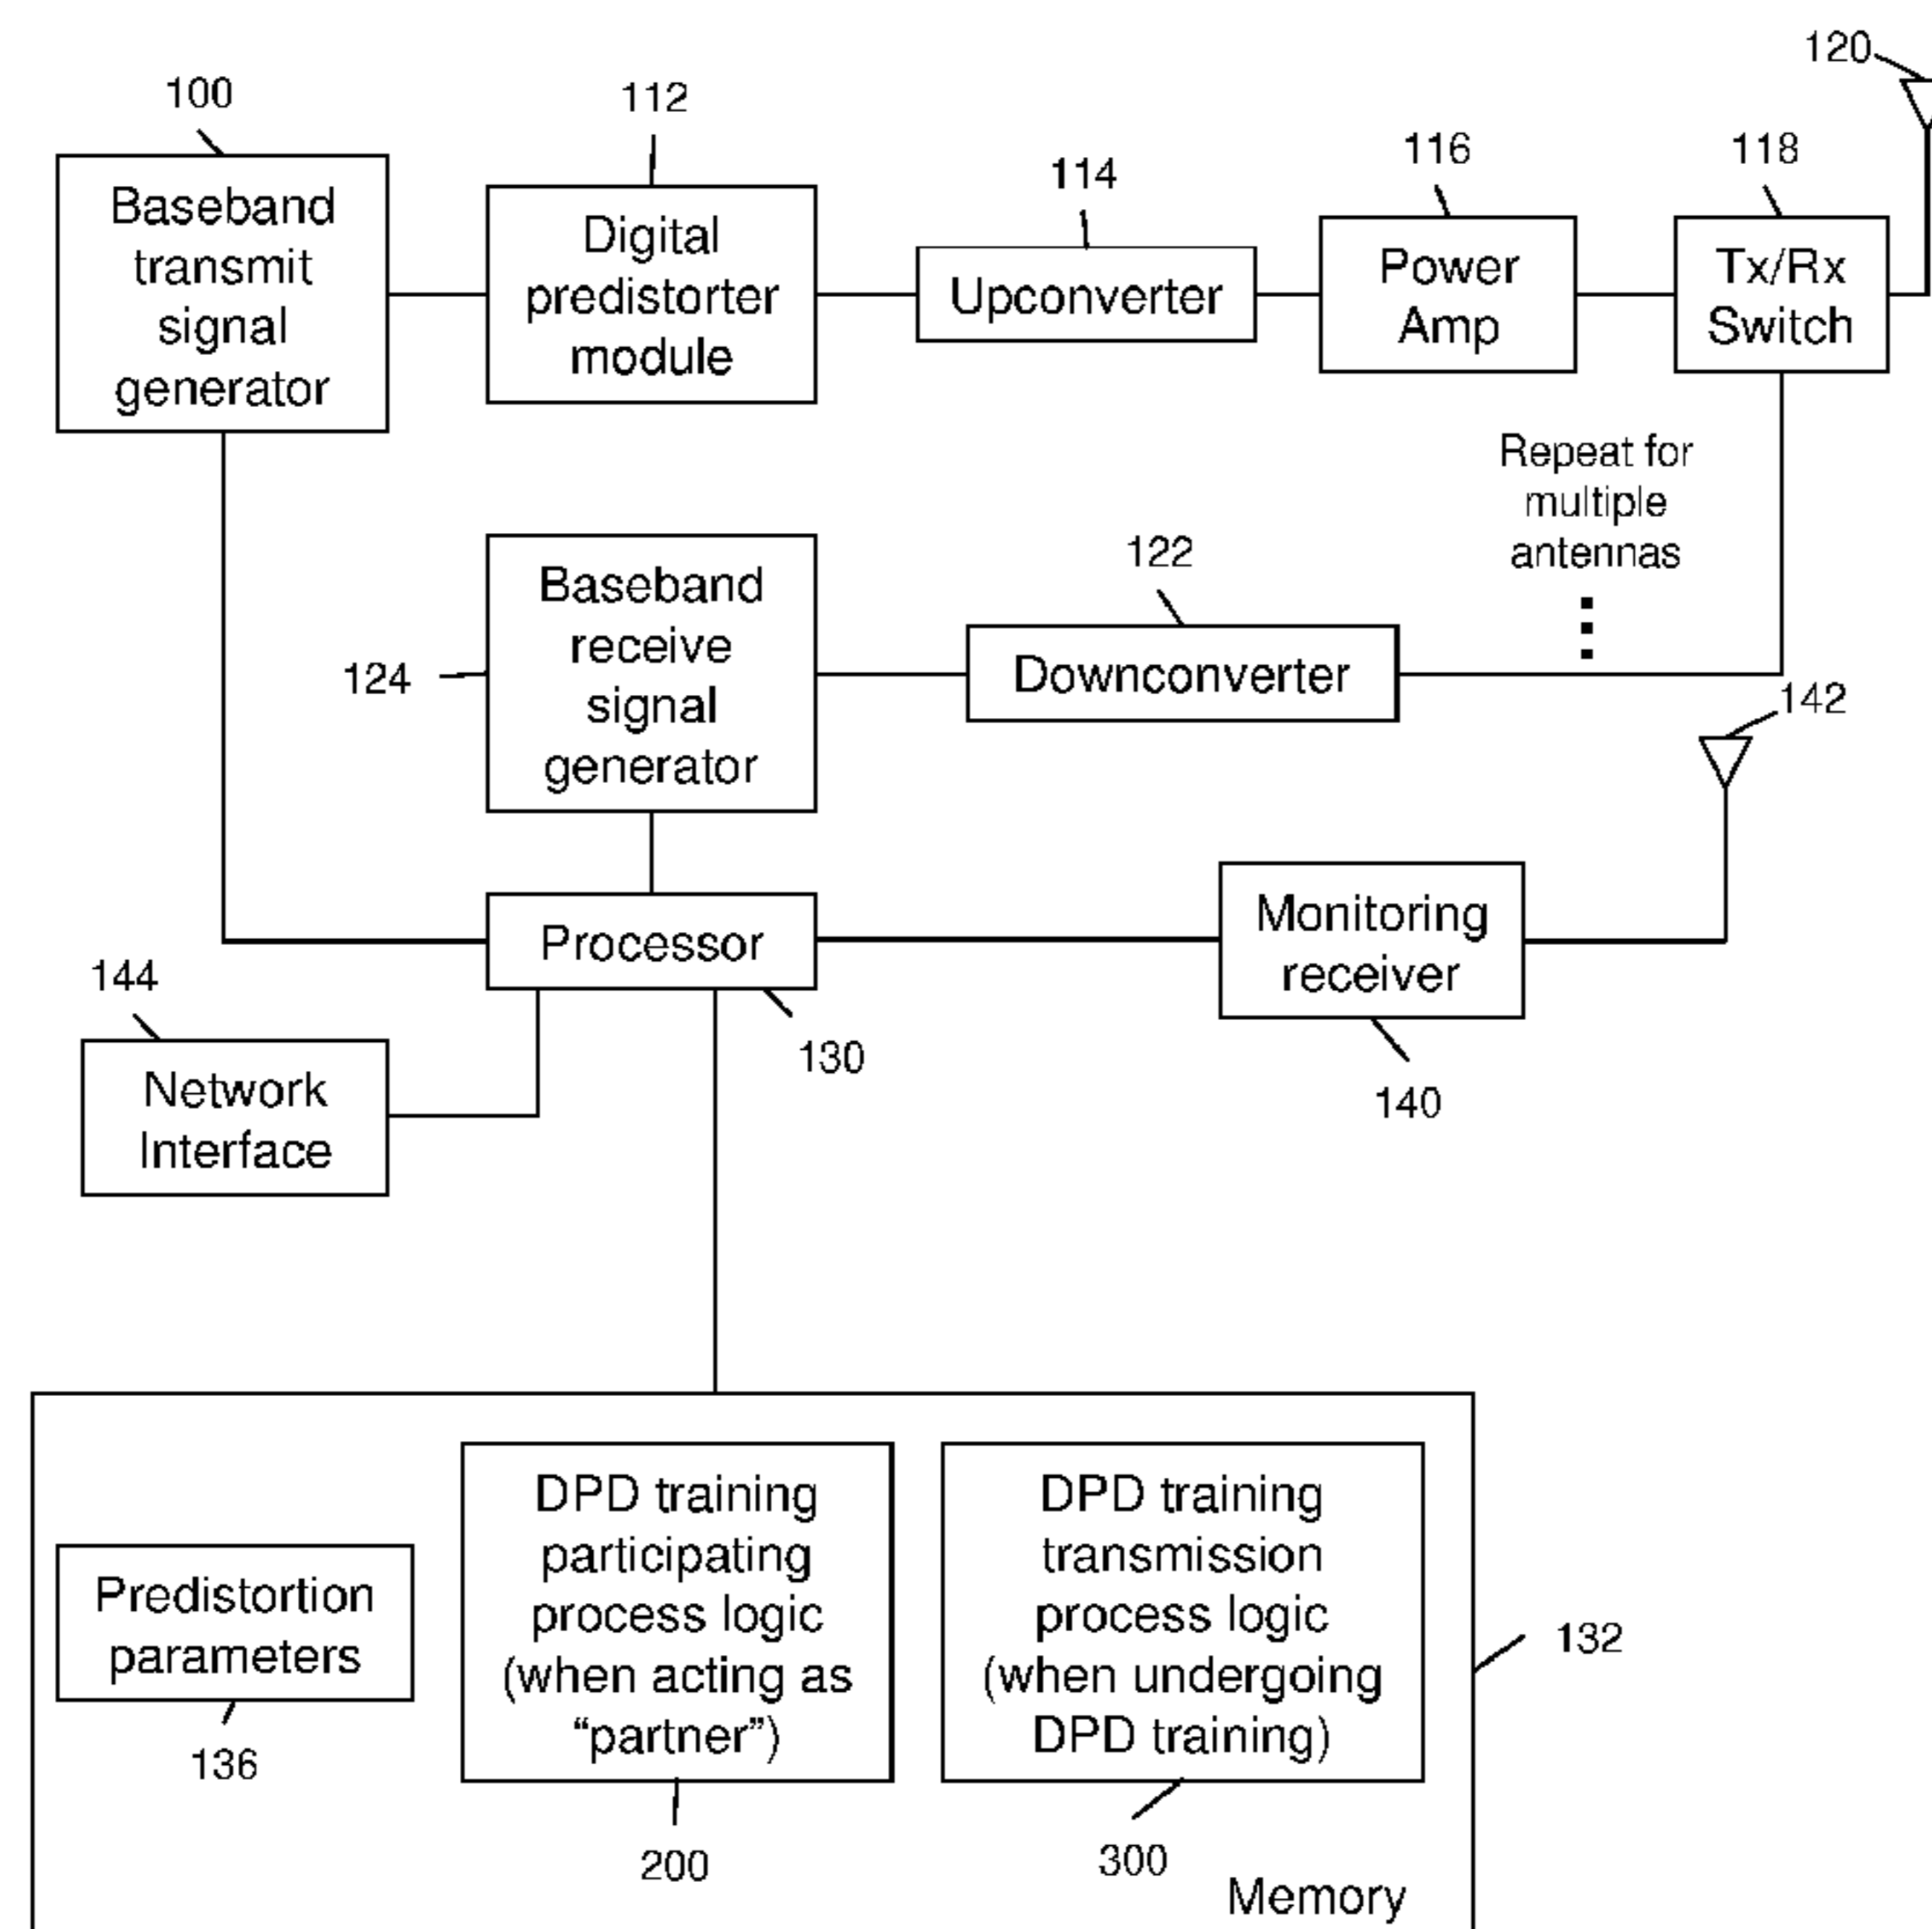 120
100
112
116
118
114
Baseband
transmit
signal
generator
Digital
predistorter
module
Upconverter
Power
Amp
Tx/Rx
Switch
Repeat for
multiple
antennas
122
124
Baseband
receive
signal
generator
Downconverter
142
Processor
Monitoring
receiver
144
130
140
Network
Interface
Predistortion
parameters
136
DPD training
participating
process logic
(when acting as
“partner”)
200
DPD training
transmission
process logic
(when undergoing
DPD training)
300
132
Memory